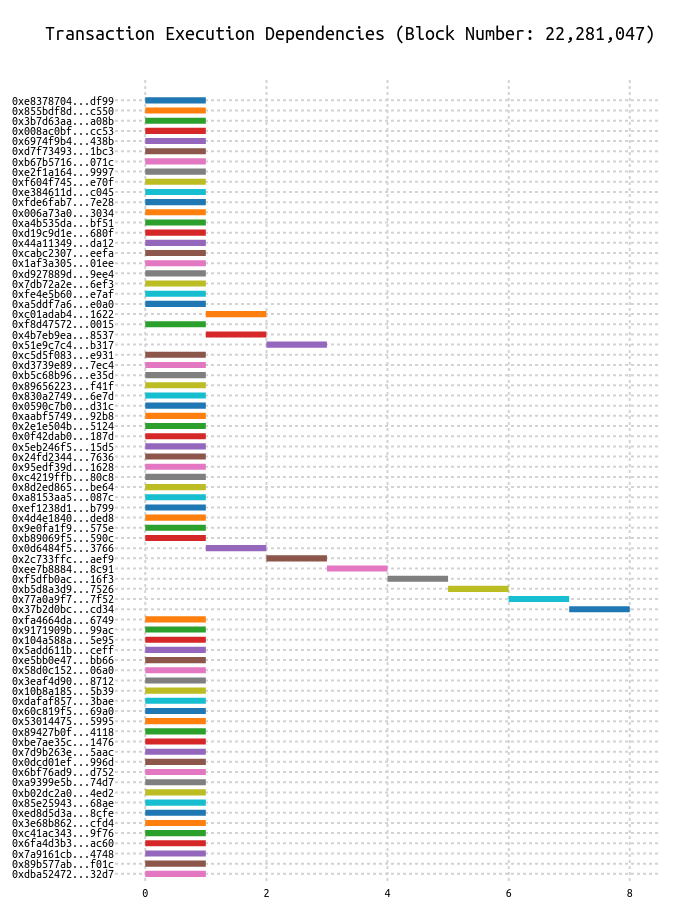 Transaction Execution Dependencies (Block Number: 22,281,047)
0xe8378704...df99
0x855bdf8d...c550
0x3b7d63aa...a08b
0x008ac0bf...cc53
0x6974f9b4...438b
0xd7f73493...1bc3
0xb67b5716...071c
0xe2f1a164...9997
0xf604f745...e70f
0xe384611d...c045
0xfde6fab7...7e28
0x006a73a0...3034
0xa4b535da...bf51
0xd19c9d1e...680f
0x44a11349...da12
0xcabc2307...eefa
0x1af3a305...01ee
0xd927889d...9ee4
0x7db72a2e...6ef3
0xfe4e5b60...e7af
0xa5ddf7a6...e0a0
0xc01adab4...1622
0xf8d47572...0015
0x4b7eb9ea...8537
0x51e9c7c4...b317
0xc5d5f083...e931
0xd3739e89...7ec4
0xb5c68b96...e35d
0x89656223...f41f
0x830a2749...6e7d
0x0590c7b0...d31c
0xaabf5749...92b8
0x2e1e504b...5124
0x0f42dab0...187d
0x5eb246f5...15d5
0x24fd2344...7636
0x95edf39d...1628
0xc4219ffb...80c8
0x8d2ed865...be64
0xa8153aa5...087c
0xef1238d1...b799
0x4d4e1840...ded8
0x9e0fa1f9...575e
0xb89069f5...590c
0x0d6484f5...3766
0x2c733ffc...aef9
0xee7b8884...8c91
0xf5dfb0ac...16f3
0xb5d8a3d9...7526
0x77a0a9f7...7f52
0x37b2d0bc...cd34
0xfa4664da...6749
0x9171909b...99ac
0x104a588a...5e95
0x5add611b...ceff
0xe5bb0e47...bb66
0x58d0c152...06a0
0x3eaf4d90...8712
0x10b8a185...5b39
0xdafaf857...3bae
0x60c819f5...69a0
0x53014475...5995
0x89427b0f...4118
0xbe7ae35c...1476
0x7d9b263e...5aac
0x0dcd01ef...996d
0x6bf76ad9...d752
0xa9399e5b...74d7
0xb02dc2a0...4ed2
0x85e25943...68ae
0xed8d5d3a...8cfe
0x3e68b862...cfd4
0xc41ac343...9f76
0x6fa4d3b3...ac60
0x7a9161cb...4748
0x89b577ab...f01c
0xdba52472...32d7
0 2 4 6 8